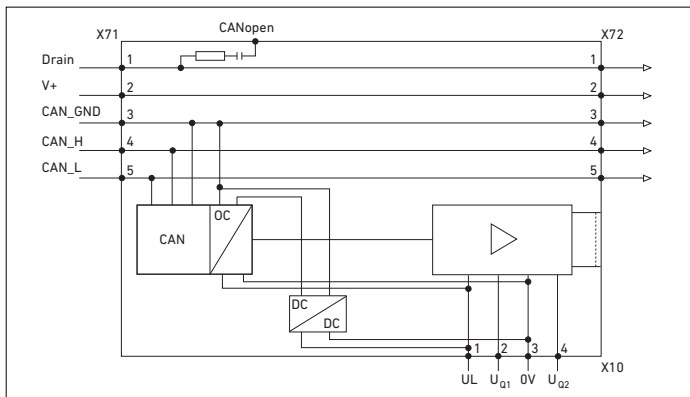 CANopen
X71 X72
Drain 1 1
V+ 2 2
CAN_GND 3 3
CAN_H 4 4
CAN_L 5 5
OC
CAN
DC
DC
1 2 3 4
X10
UL UQ1 0V UQ2